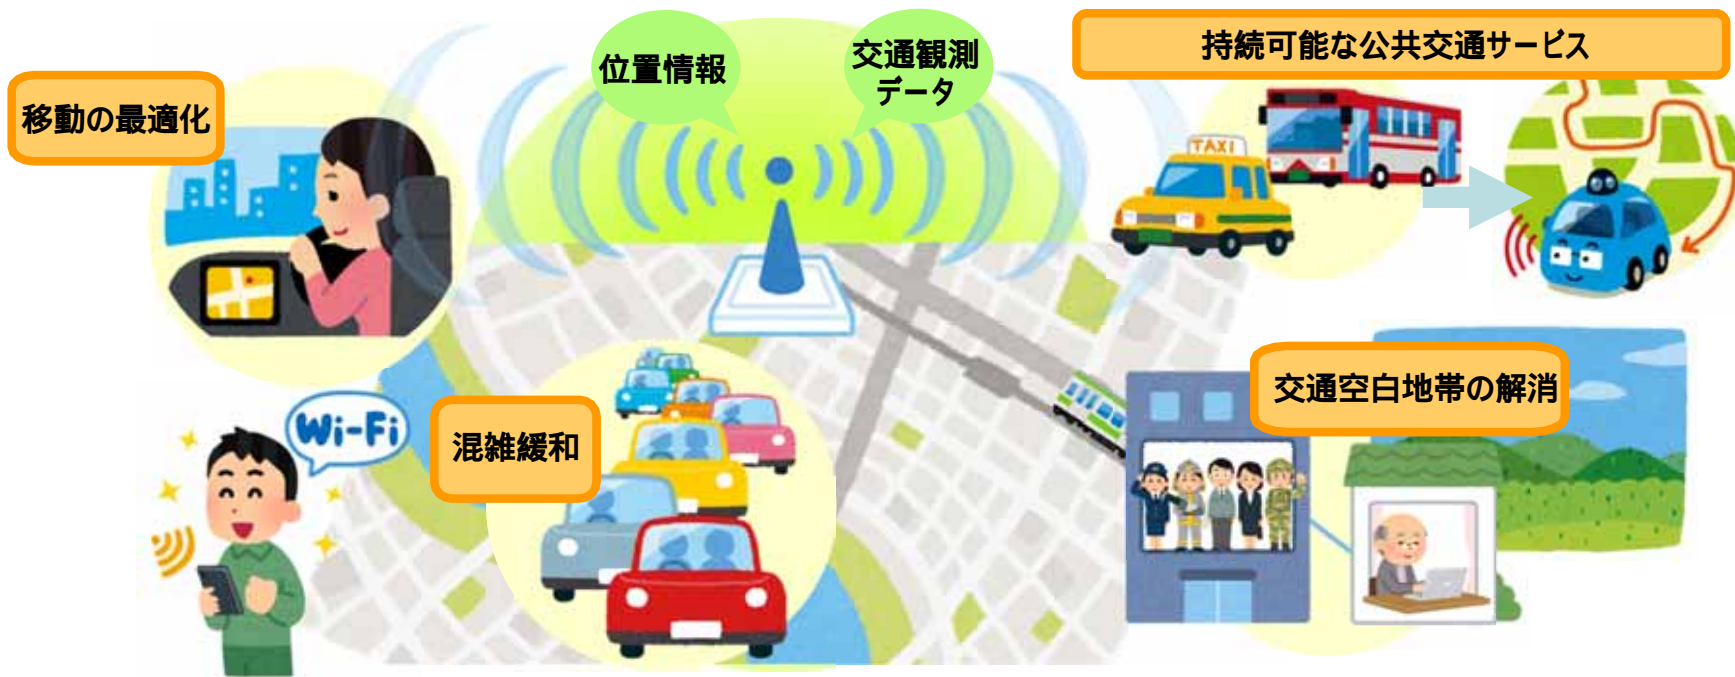 位置情報
交通観測
データ
持続可能な公共交通サービス
移動の最適化
TAXI
Wi-Fi
混雑緩和
交通空白地帯の解消